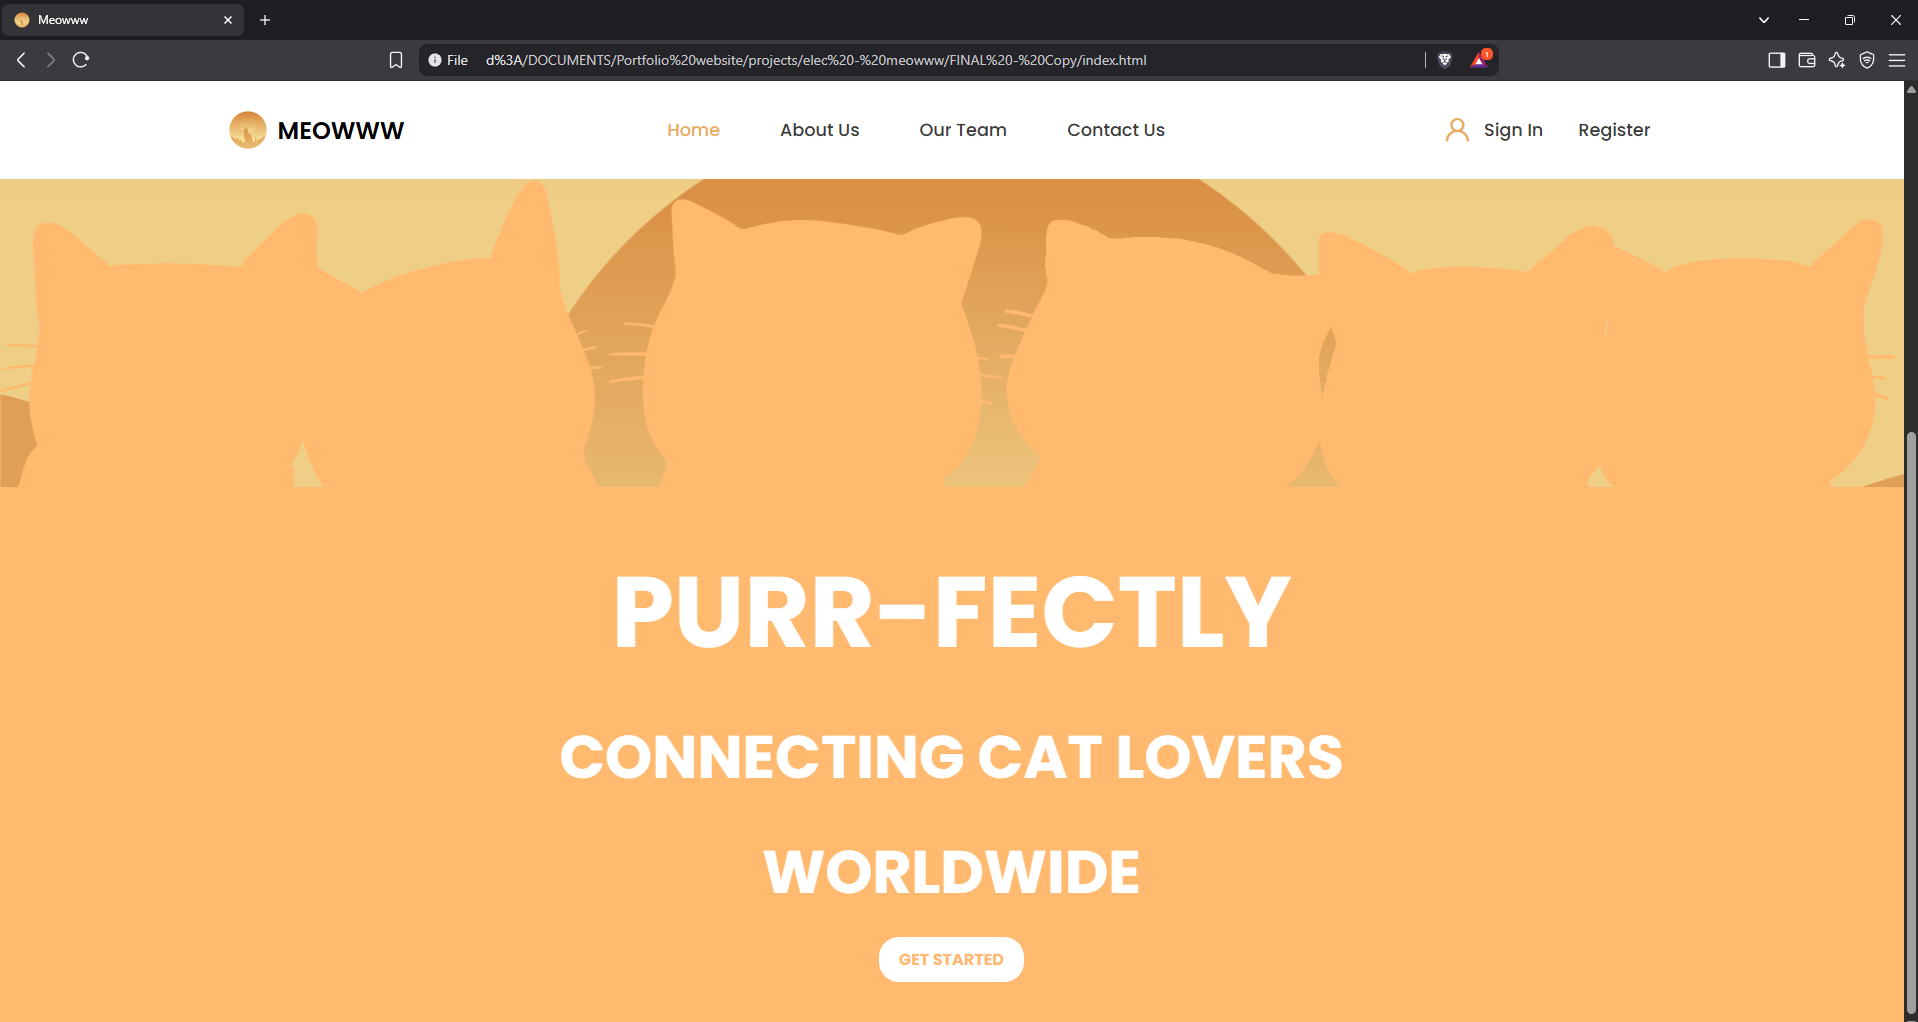 Meowww
File d%3A/DOCUMENTS/Portfolio%20website/projects/elec%20-%20meowww/FINAL%20-%20Copy/index.html
1
MEOWWW
Home
About Us
Our Team
Contact Us
Sign In
Register
PURR-FECTLY
CONNECTING CAT LOVERS
WORLDWIDE
GET STARTED